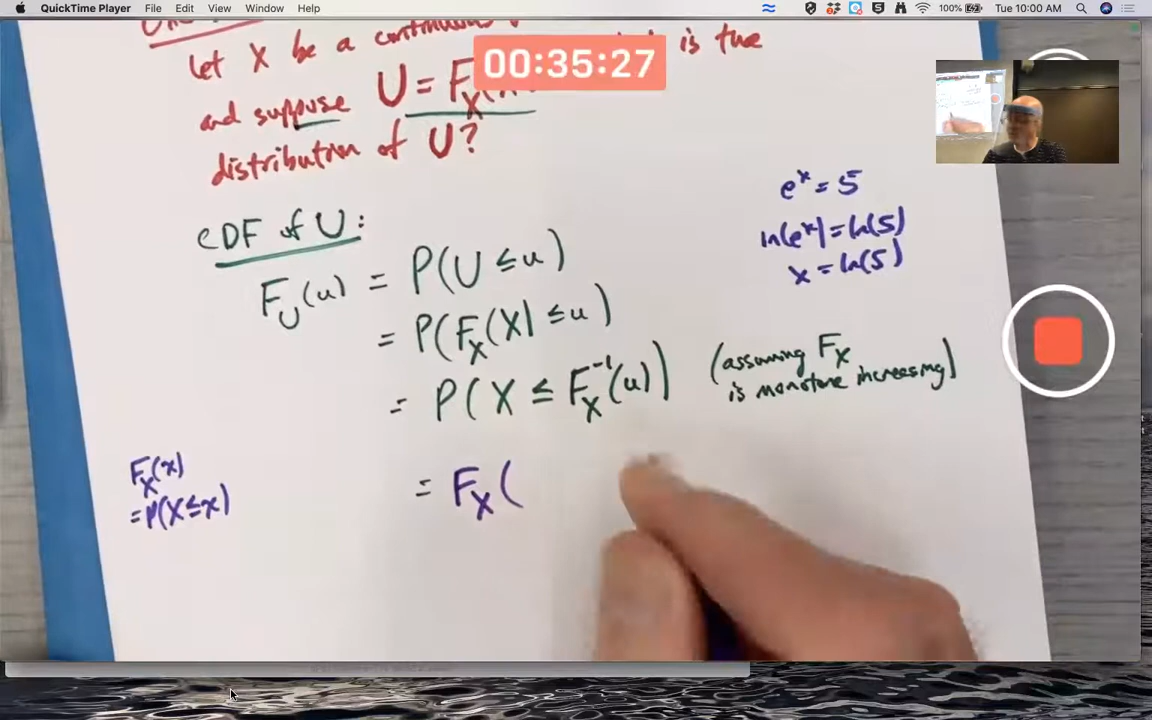 QuickTime Player File Edit View Window Help 100% Tue 10:00 AM
let X be a continuous is the
00:35:27
and suppose U = F_X(
distribution of U?
e^x = 5
ln(e^x) = ln(5)
x = ln(5)
CDF of U:
F_U(u) = P(U ≤ u)
= P(F_X(X) ≤ u)
= P(X ≤ F_X^{-1}(u)) (assuming F_X
is monotone increasing)
F_X(x)
= P(X ≤ x)
= F_X(